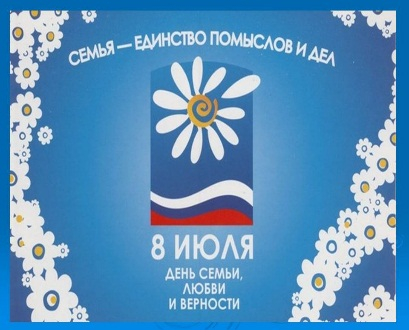 СЕМЬЯ — ЕДИНСТВО ПОМЫСЛОВ И ДЕЛ
8 ИЮЛЯ
ДЕНЬ СЕМЬИ,
ЛЮБВИ
И ВЕРНОСТИ